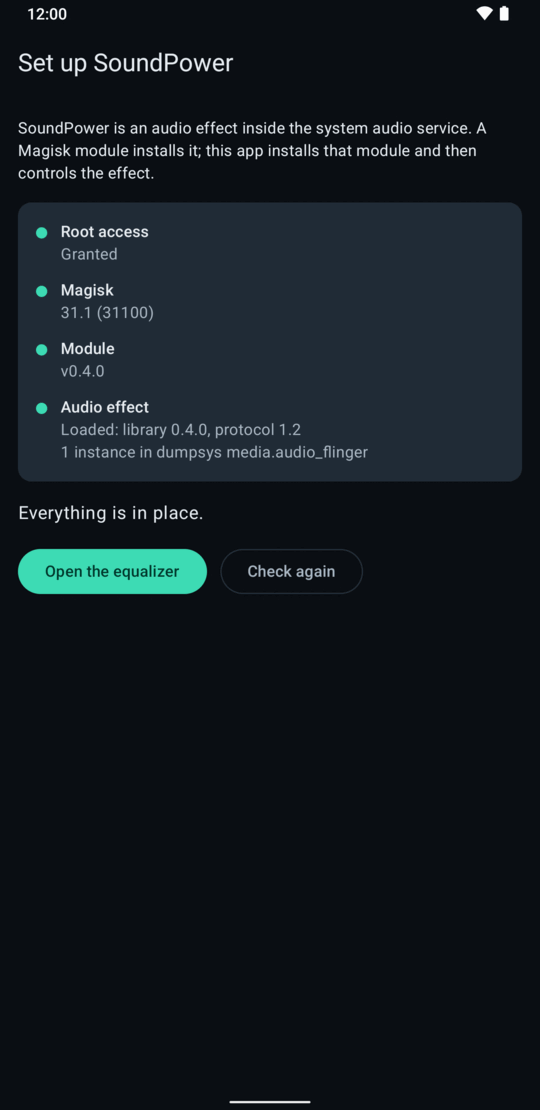 12:00
Set up SoundPower
SoundPower is an audio effect inside the system audio service. A
Magisk module installs it; this app installs that module and then
controls the effect.
Root access
Granted
Magisk
31.1 (31100)
Module
v0.4.0
Audio effect
Loaded: library 0.4.0, protocol 1.2
1 instance in dumpsys media.audio_flinger
Everything is in place.
Open the equalizer
Check again